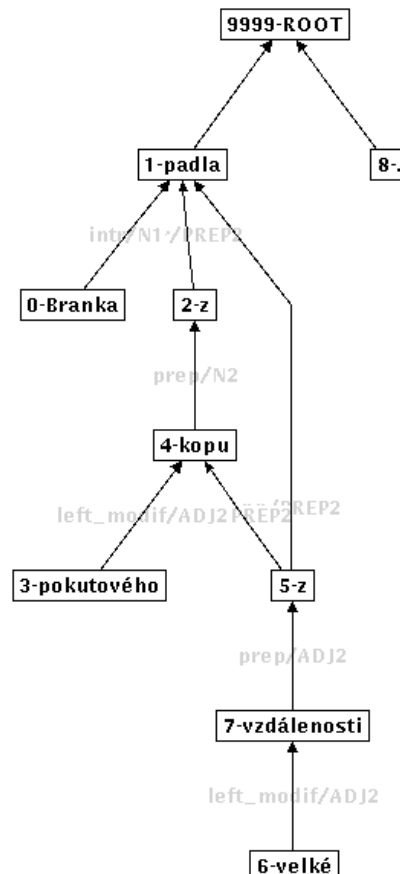 9999-ROOT
1-padla
8-.
0-Branka
2-z
prep/N2
4-kopu
left_modif/ADJ2
PREP2
3-pokutového
5-z
prep/ADJ2
7-vzdálenosti
left_modif/ADJ2
6-velké